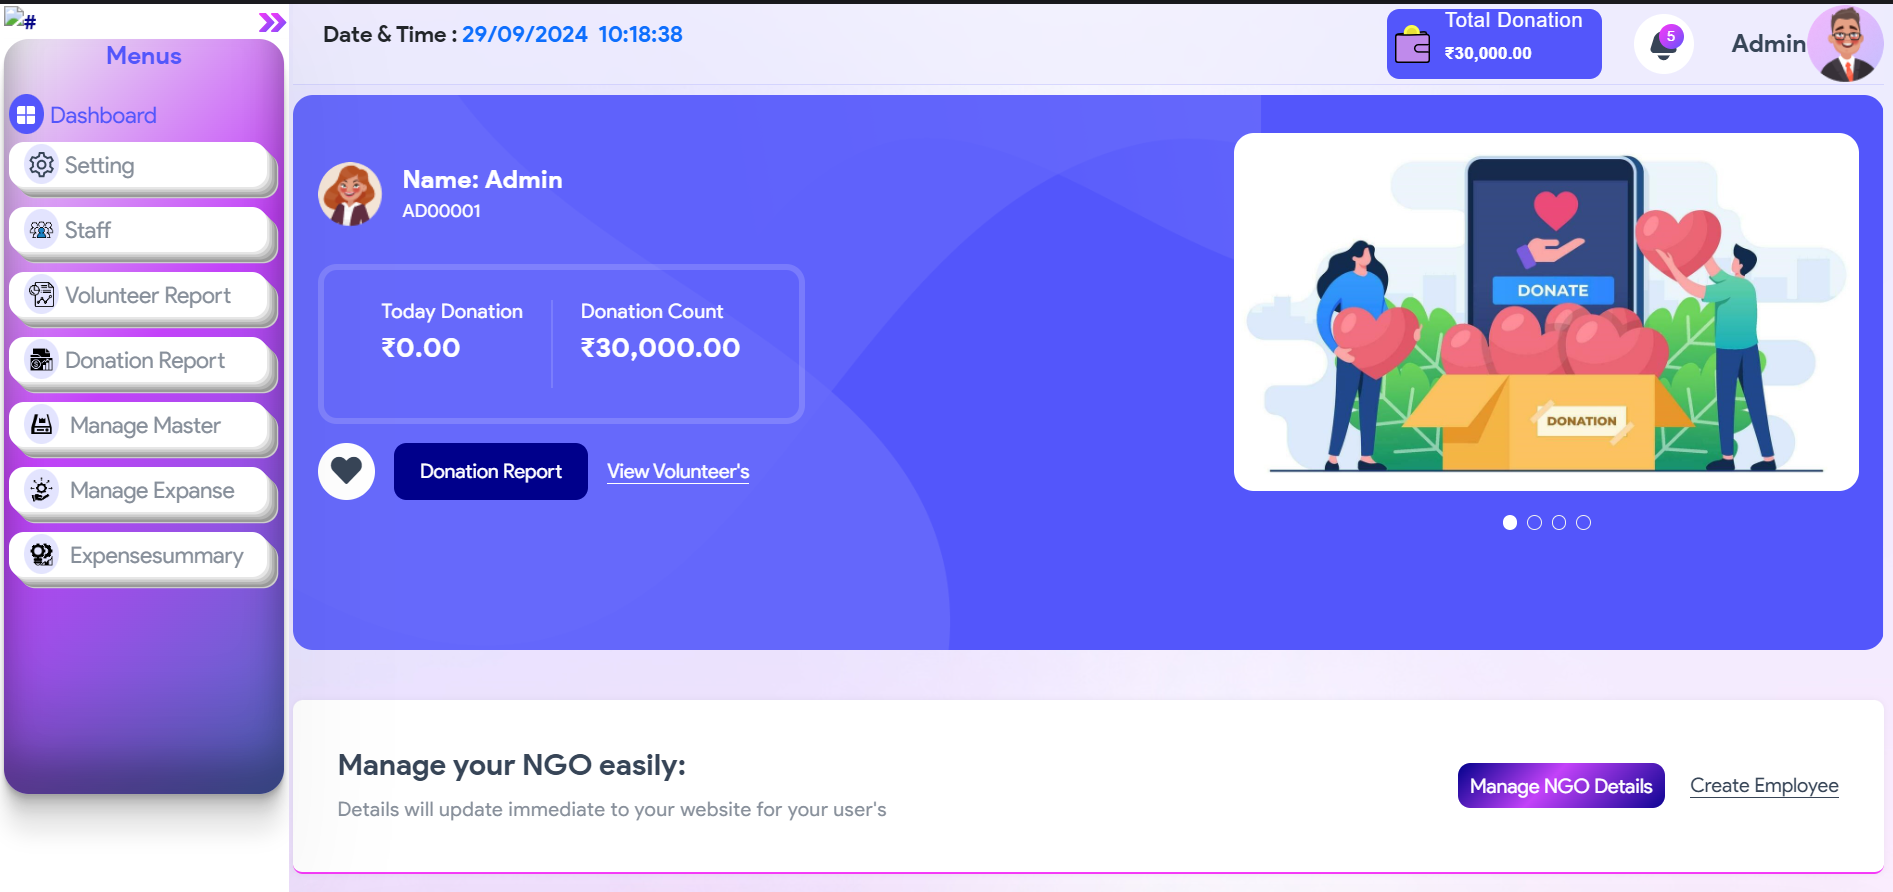 #
Menus
Dashboard
Setting
Staff
Volunteer Report
Donation Report
Manage Master
Manage Expanse
Expensesummary
Date & Time : 29/09/2024 10:18:38
Total Donation
₹30,000.00
5
Admin
Name: Admin
AD00001
Today Donation
₹0.00
Donation Count
₹30,000.00
Donation Report
View Volunteer's
DONATE
DONATION
Manage your NGO easily:
Details will update immediate to your website for your user's
Manage NGO Details
Create Employee